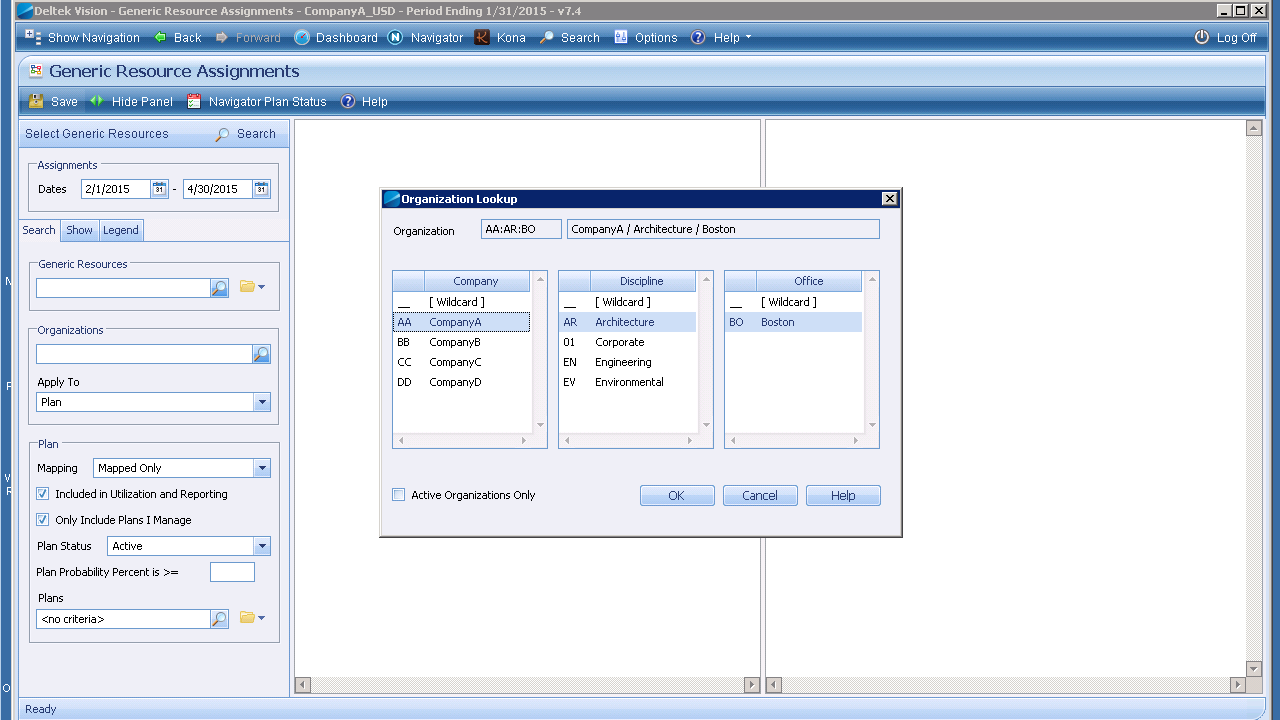 Deltek Vision - Generic Resource Assignments - CompanyA_USD - Period Ending 1/31/2015 - v7.4
Show Navigation Back Forward Dashboard Navigator Kona Search Options Help Log Off
Generic Resource Assignments
Save Hide Panel Navigator Plan Status Help
Select Generic Resources Search
Assignments
Dates 2/1/2015 31 - 4/30/2015 31
Search Show Legend
Generic Resources
Organizations
Apply To
Plan
Plan
Mapping Mapped Only
Included in Utilization and Reporting
Only Include Plans I Manage
Plan Status Active
Plan Probability Percent is >=
Plans
<no criteria>
Organization Lookup
Organization AA:AR:BO CompanyA / Architecture / Boston
Company
__ [ Wildcard ]
AA CompanyA
BB CompanyB
CC CompanyC
DD CompanyD
Discipline
__ [ Wildcard ]
AR Architecture
01 Corporate
EN Engineering
EV Environmental
Office
__ [ Wildcard ]
BO Boston
Active Organizations Only
OK Cancel Help
Ready